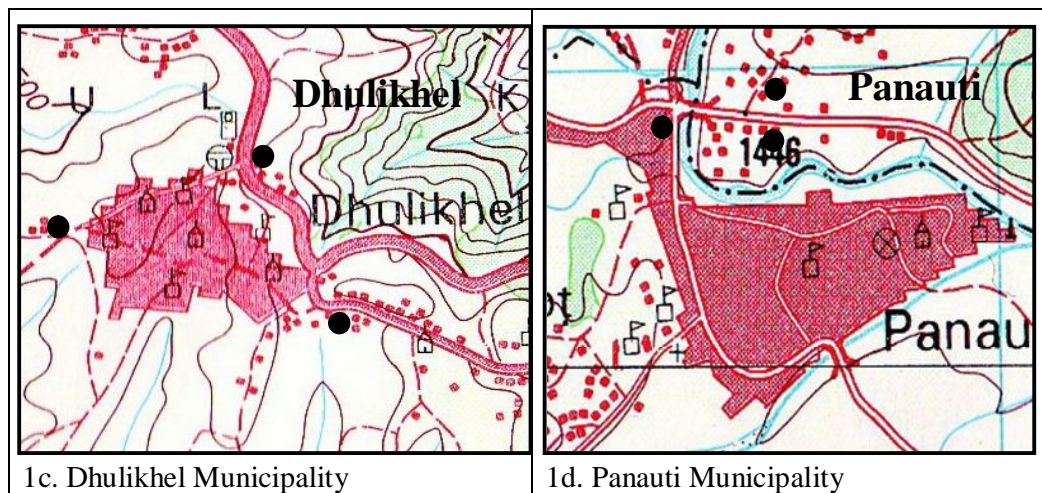 Dhulikhel
U L K
Dhulikhel
1c. Dhulikhel Municipality
Panauti
1446
ot
Panau
1d. Panauti Municipality